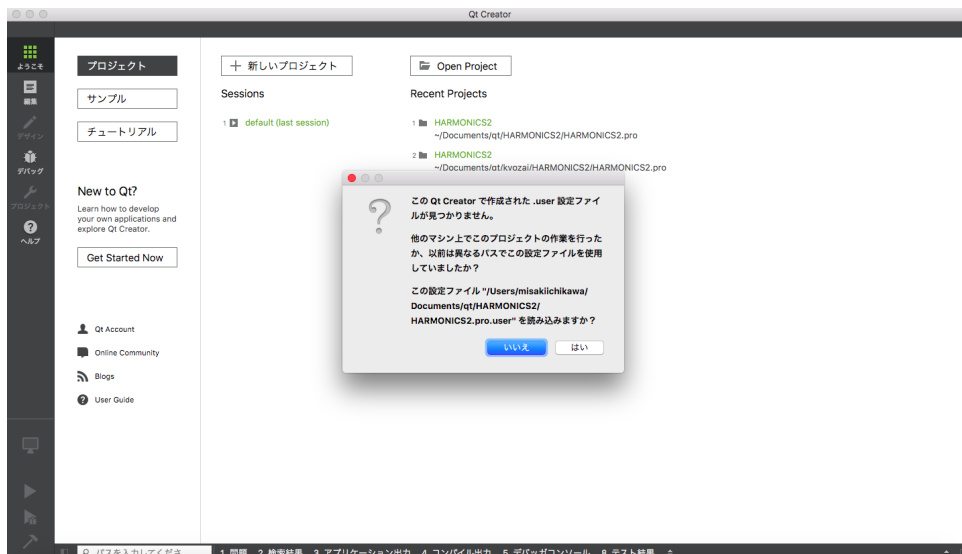 Qt Creator
ようこそ
編集
デザイン
デバッグ
プロジェクト
ヘルプ
プロジェクト
サンプル
チュートリアル
New to Qt?
Learn how to develop
your own applications and
explore Qt Creator.
Get Started Now
Qt Account
Online Community
Blogs
User Guide
新しいプロジェクト
Sessions
1 default (last session)
Open Project
Recent Projects
1 HARMONICS2
~/Documents/qt/HARMONICS2/HARMONICS2.pro
2 HARMONICS2
~/Documents/qt/kyozai/HARMONICS2/HARMONICS2.pro
この Qt Creator で作成された .user 設定ファイ
ルが見つかりません。
他のマシン上でこのプロジェクトの作業を行った
か、以前は異なるパスでこの設定ファイルを使用
していましたか？
この設定ファイル "/Users/misakiichikawa/
Documents/qt/HARMONICS2/
HARMONICS2.pro.user" を読み込みますか？
いいえ
はい
パスを入力してくださ
1 問題 2 検索結果 3 アプリケーション出力 4 コンパイル出力 5 デバッガコンソール 8 テスト結果